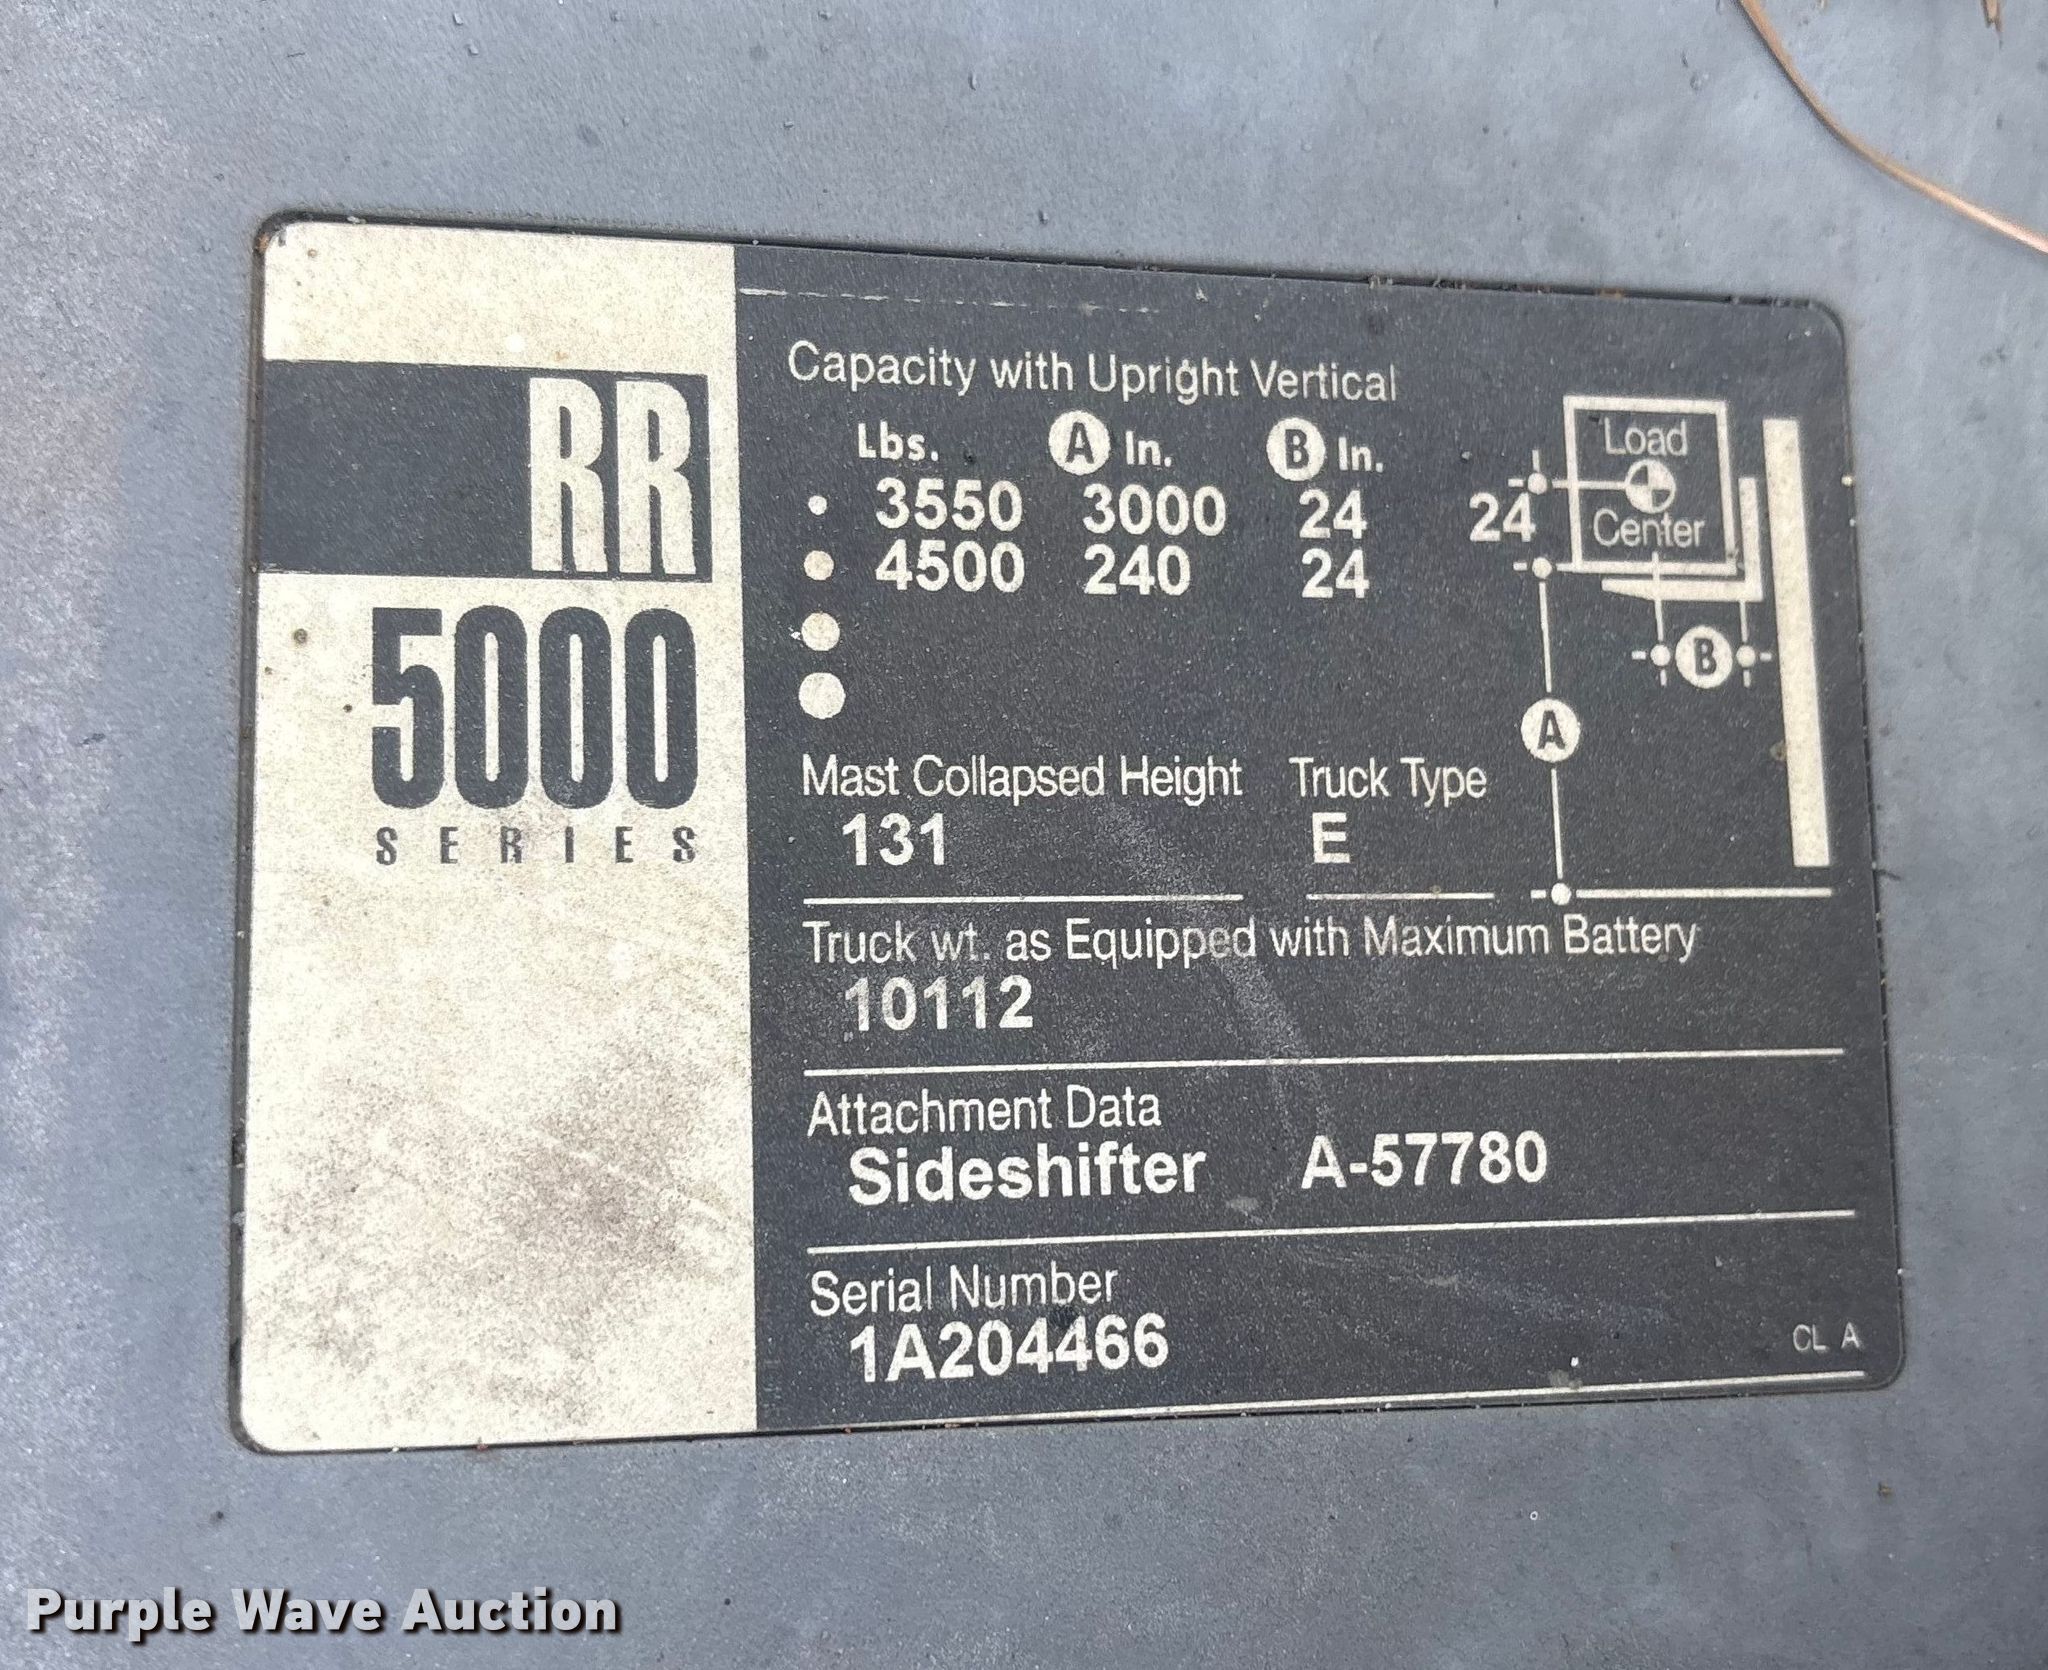 RR
5000
SERIES
Capacity with Upright Vertical
Lbs. A In. B In.
3550 3000 24
4500 240 24
Load
Center
24
B
A
Mast Collapsed Height Truck Type
131 E
Truck wt. as Equipped with Maximum Battery
10112
Attachment Data
Sideshifter A-57780
Serial Number
1A204466
CL A
Purple Wave Auction